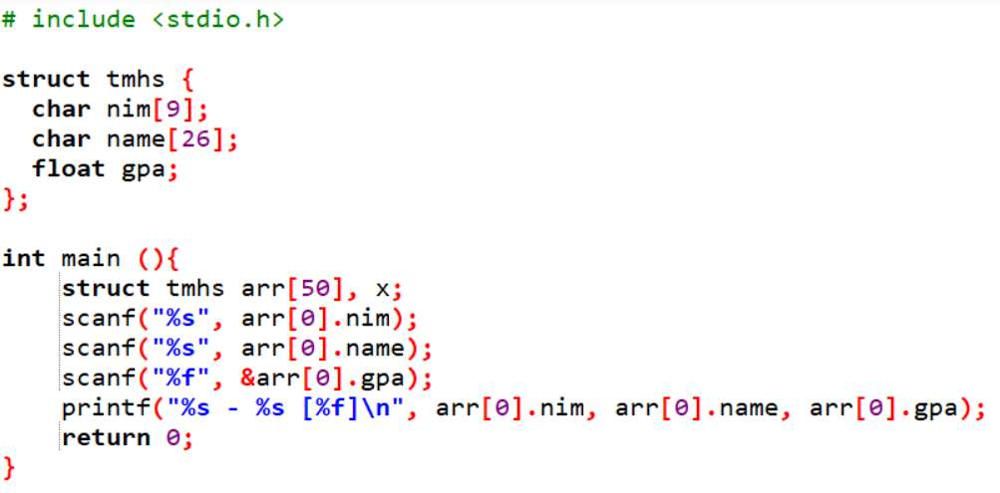 # include <stdio.h>
struct tmhs {
char nim[9];
char name[26];
float gpa;
};
int main (){
struct tmhs arr[50], x;
scanf("%s", arr[0].nim);
scanf("%s", arr[0].name);
scanf("%f", &arr[0].gpa);
printf("%s - %s [%f]\n", arr[0].nim, arr[0].name, arr[0].gpa);
return 0;
}